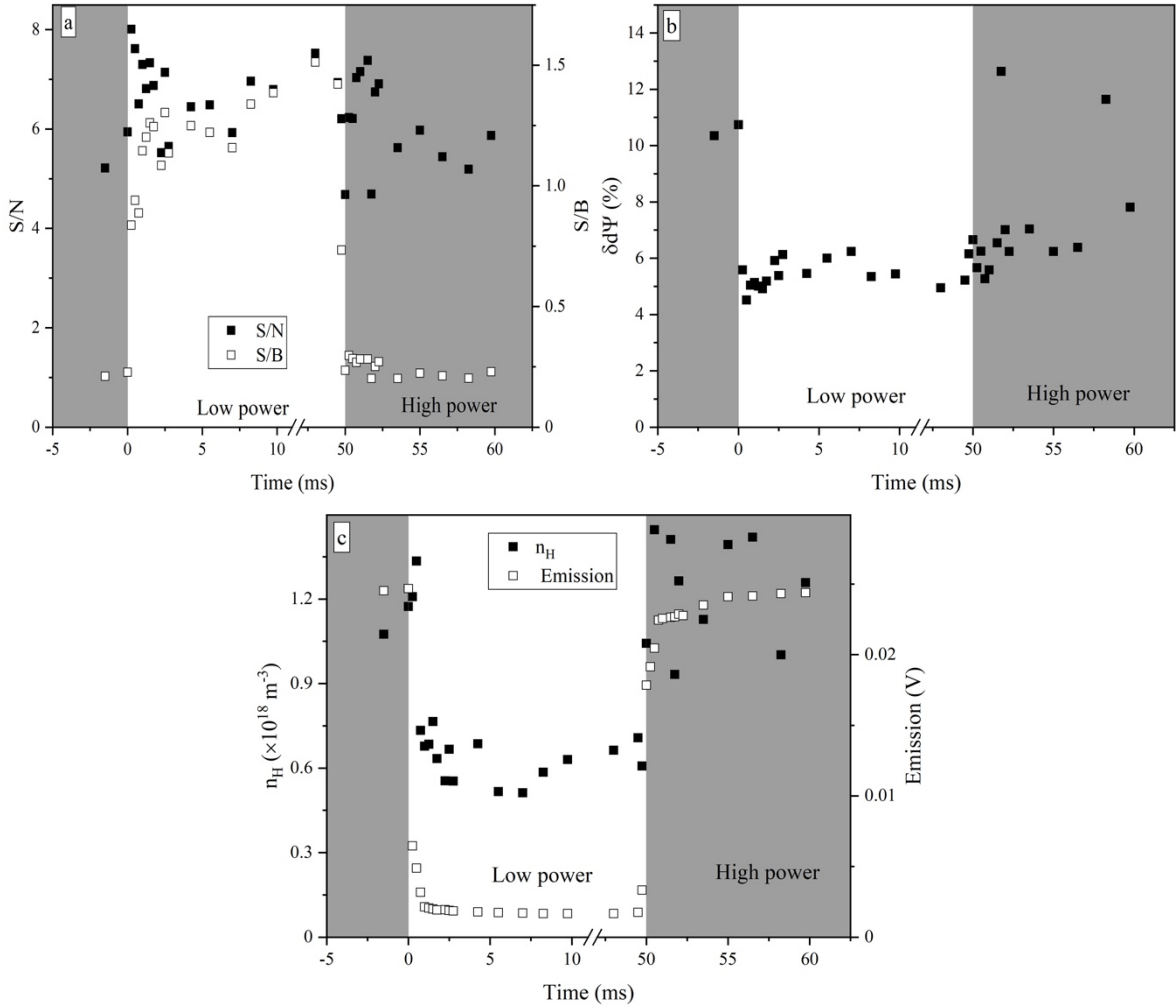 a
8
6
4
2
0
S/N
1.5
1.0
0.5
0.0
S/B
S/N
S/B
Low power
High power
-5
0
5
10
50
55
60
Time (ms)
b
14
12
10
8
6
4
2
0
δdΨ (%)
Low power
High power
-5
0
5
10
50
55
60
Time (ms)
c
1.2
0.9
0.6
0.3
0
n_H (×10¹⁸ m⁻³)
0.02
0.01
0
Emission (V)
n_H
Emission
Low power
High power
-5
0
5
10
50
55
60
Time (ms)